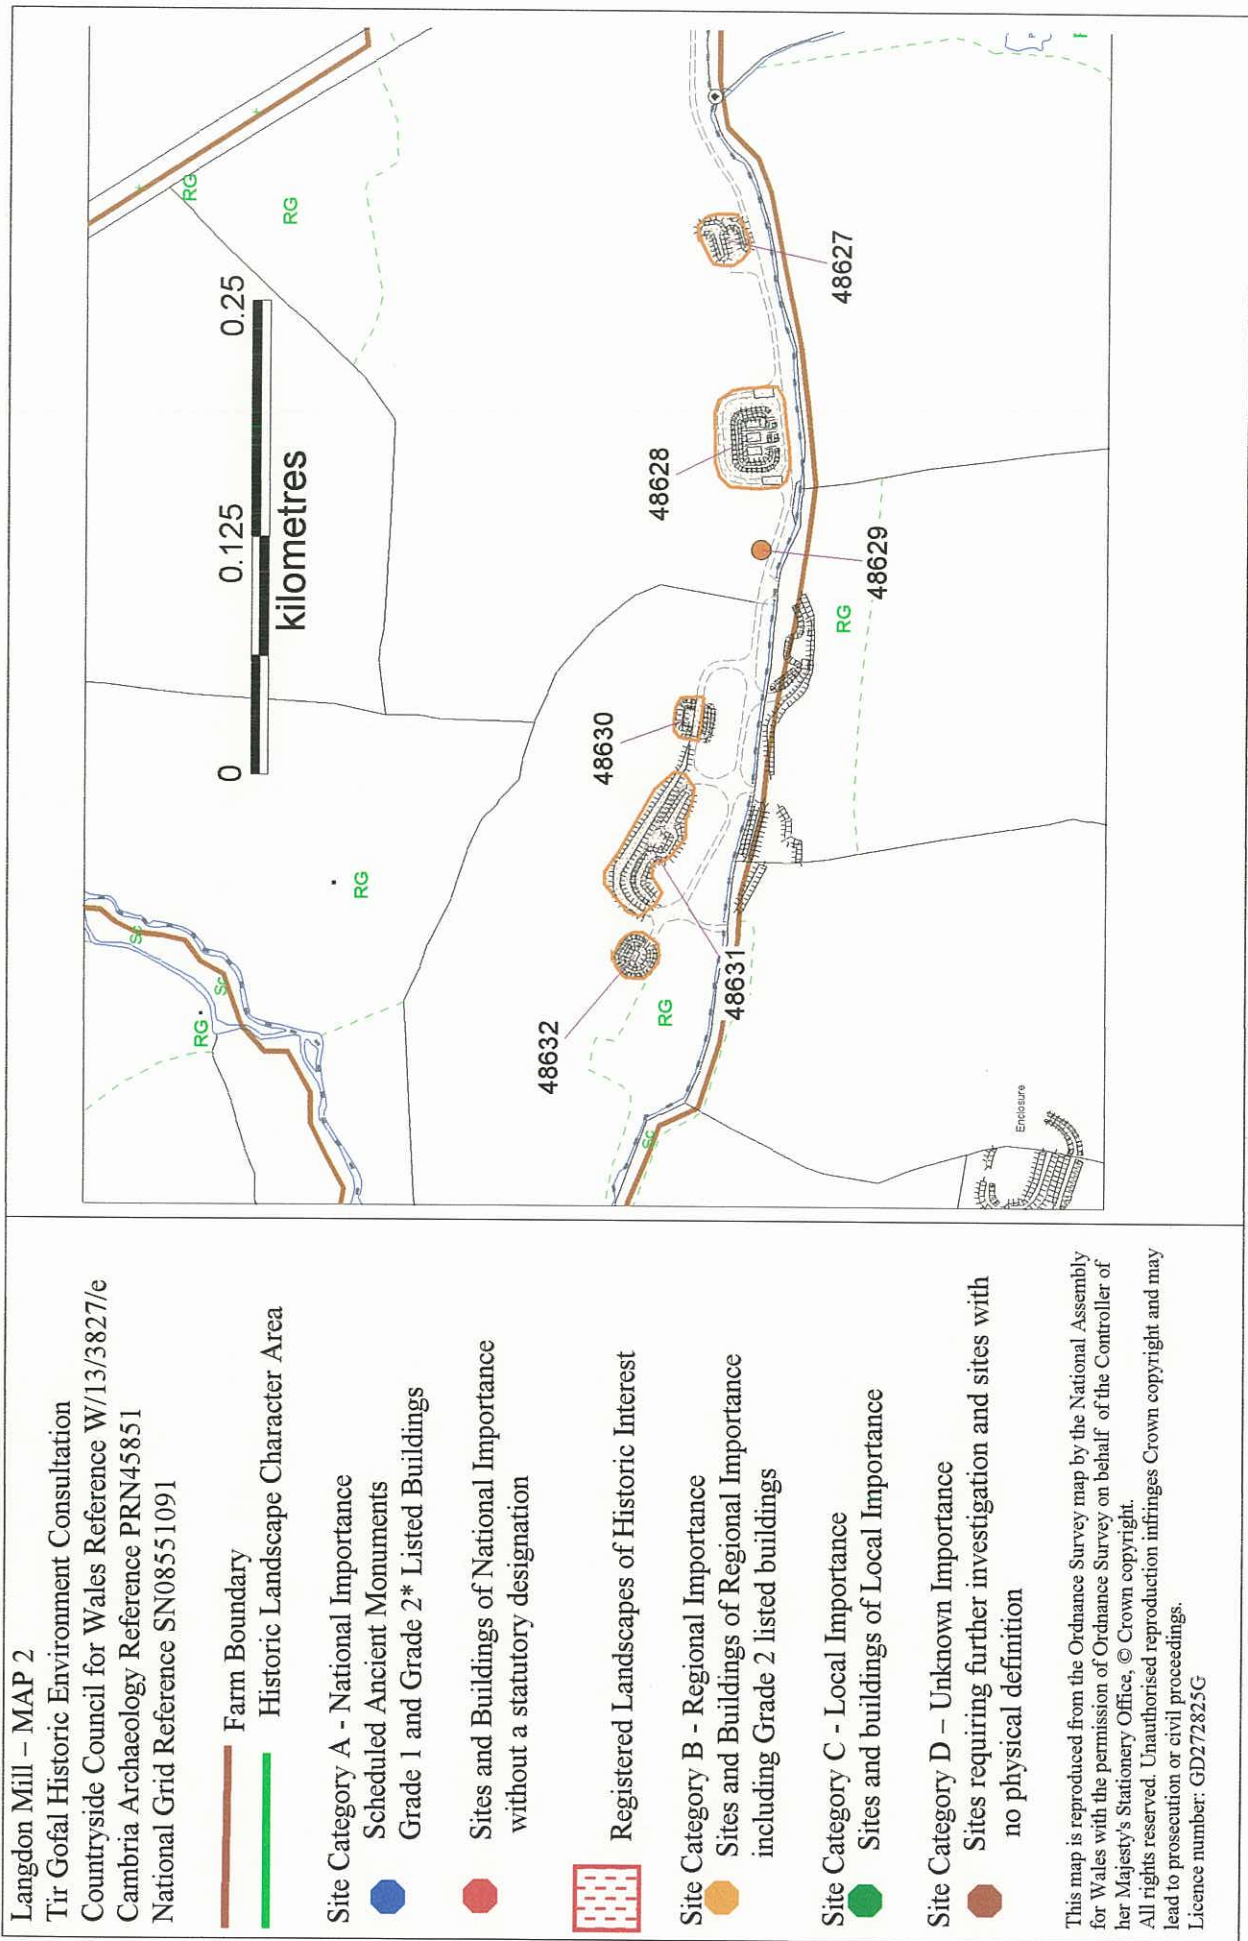 Langdon Mill – MAP 2
Tir Gofal Historic Environment Consultation
Countryside Council for Wales Reference W/13/3827/e
Cambria Archaeology Reference PRN45851
National Grid Reference SN08551091
Farm Boundary
Historic Landscape Character Area
Site Category A - National Importance
Scheduled Ancient Monuments
Grade 1 and Grade 2* Listed Buildings
Sites and Buildings of National Importance
without a statutory designation
Registered Landscapes of Historic Interest
Site Category B - Regional Importance
Sites and Buildings of Regional Importance
including Grade 2 listed buildings
Site Category C - Local Importance
Sites and buildings of Local Importance
Site Category D – Unknown Importance
Sites requiring further investigation and sites with
no physical definition
This map is reproduced from the Ordnance Survey map by the National Assembly
for Wales with the permission of Ordnance Survey on behalf of the Controller of
her Majesty's Stationery Office, © Crown copyright.
All rights reserved. Unauthorised reproduction infringes Crown copyright and may
lead to prosecution or civil proceedings.
Licence number: GD272825G
0 0.125 0.25
kilometres
RG
RG
Sc
Sc
RG
RG
48632
48630
48628
48627
RG
48631
48629
RG
Sc
Enclosure
P